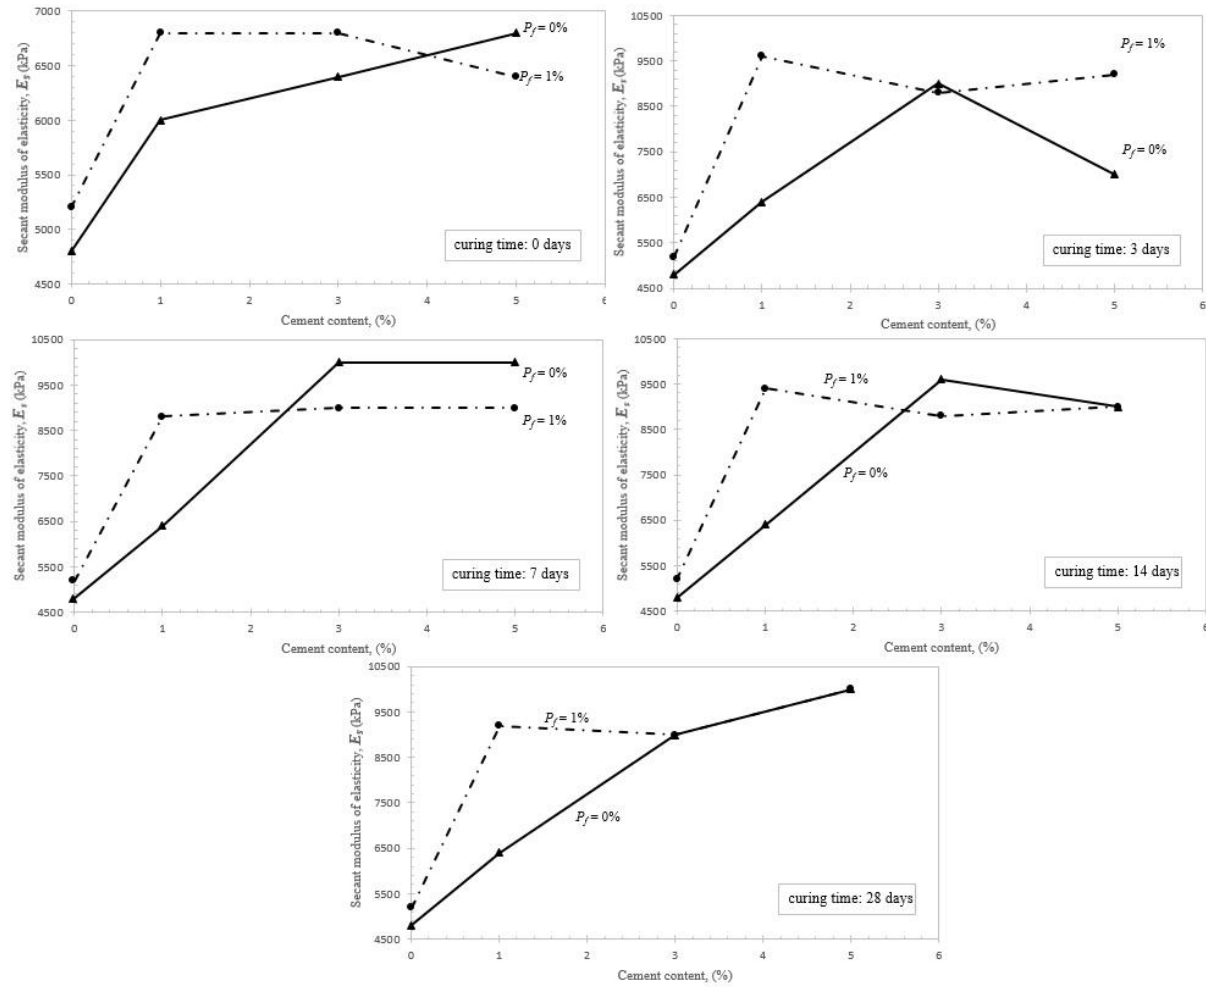 Secant modulus of elasticity, Es (kPa)
7000
6500
6000
5500
5000
4500
0
1
2
3
4
5
6
Cement content, (%)
Pf = 0%
Pf = 1%
curing time: 0 days
Secant modulus of elasticity, Es (kPa)
10500
9500
8500
7500
6500
5500
4500
0
1
2
3
4
5
6
Cement content, (%)
Pf = 1%
Pf = 0%
curing time: 3 days
Secant modulus of elasticity, Es (kPa)
10500
9500
8500
7500
6500
5500
4500
0
1
2
3
4
5
6
Cement content, (%)
Pf = 0%
Pf = 1%
curing time: 7 days
Secant modulus of elasticity, Es (kPa)
10500
9500
8500
7500
6500
5500
4500
0
1
2
3
4
5
6
Cement content, (%)
Pf = 1%
Pf = 0%
curing time: 14 days
Secant modulus of elasticity, Es (kPa)
10500
9500
8500
7500
6500
5500
4500
0
1
2
3
4
5
6
Cement content, (%)
Pf = 1%
Pf = 0%
curing time: 28 days